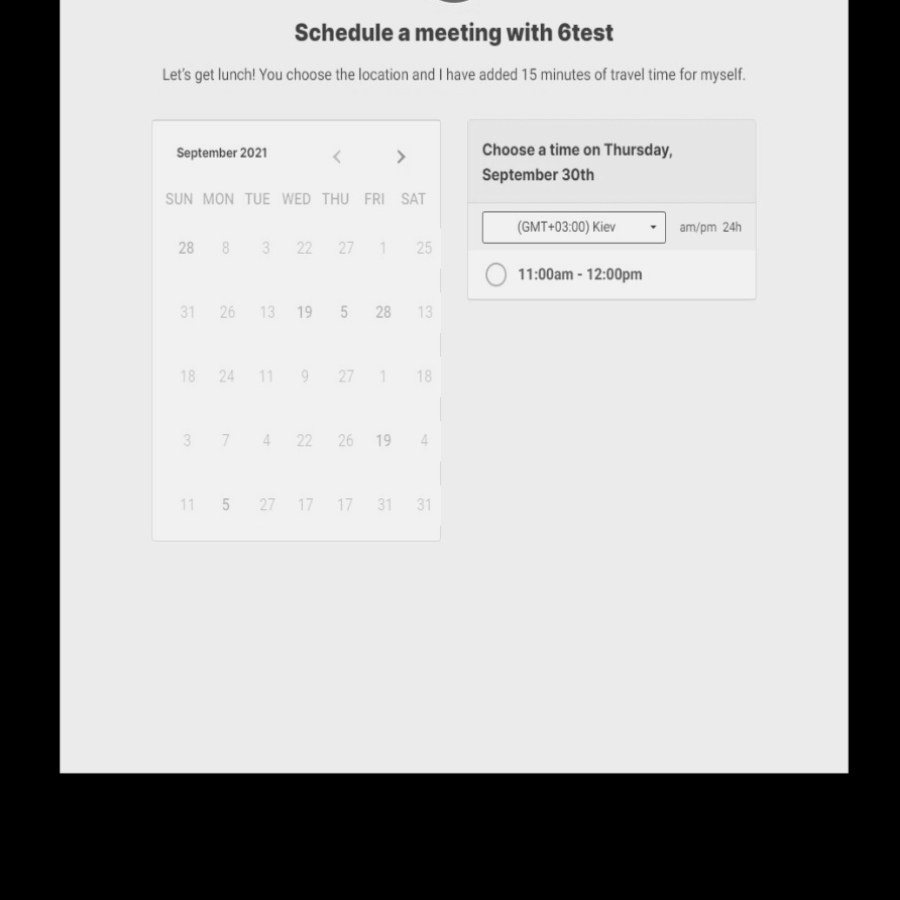 Schedule a meeting with 6test
Let's get lunch! You choose the location and I have added 15 minutes of travel time for myself.
September 2021
SUN MON TUE WED THU FRI SAT
28 8 3 22 27 1 25
31 26 13 19 5 28 13
18 24 11 9 27 1 18
3 7 4 22 26 19 4
11 5 27 17 17 31 31
Choose a time on Thursday,
September 30th
(GMT+03:00) Kiev am/pm 24h
11:00am - 12:00pm